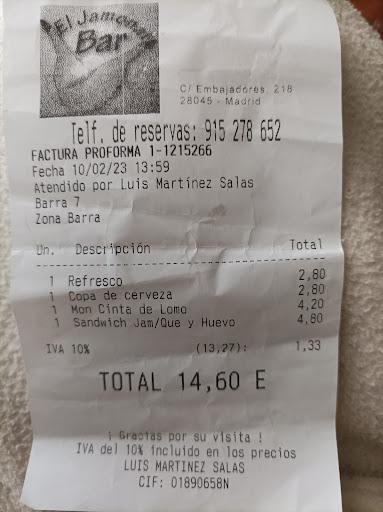 El Jamonal
Bar
C/ Embajadores, 218
28045 - Madrid
Telf. de reservas: 915 278 652
FACTURA PROFORMA 1-1215266
Fecha 10/02/23 13:59
Atendido por Luis Martínez Salas
Barra 7
Zona Barra
Un. Descripción Total
1 Refresco 2,80
1 Copa de cerveza 2,80
1 Mon Cinta de Lomo 4,20
1 Sandwich Jam/Que y Huevo 4,80
IVA 10% (13,27): 1,33
TOTAL 14,60 E
¡ Gracias por su visita !
IVA del 10% incluido en los precios
LUIS MARTINEZ SALAS
CIF: 01890658N